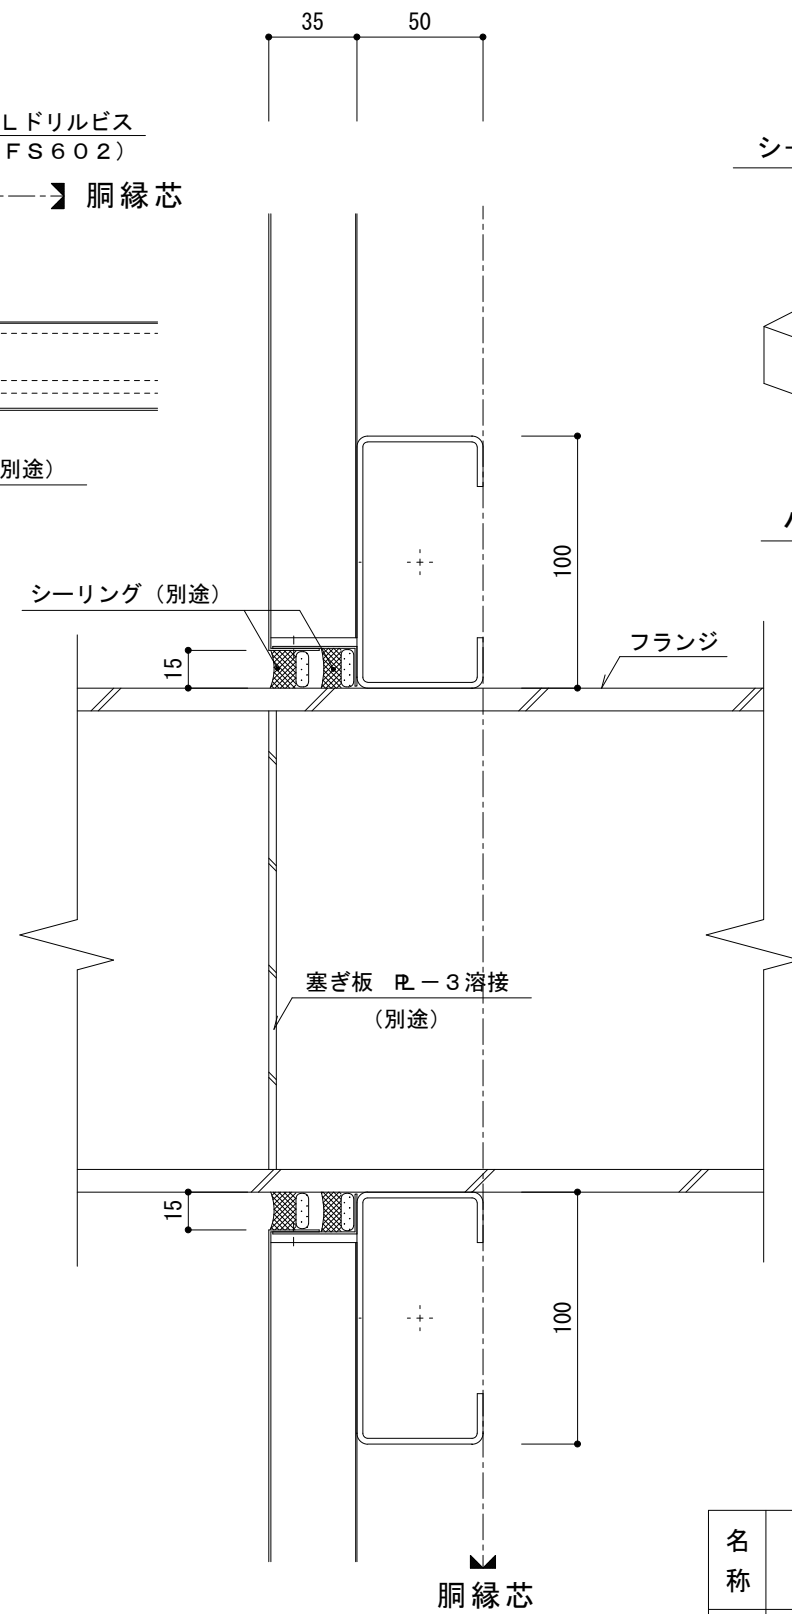 35 50
Ｌドリルビス
ＦＳ６０２）
胴縁芯
シー
別途）
100
シーリング（別途）
フランジ
15
塞ぎ板 PL－３溶接
（別途）
15
100
名
称
胴縁芯